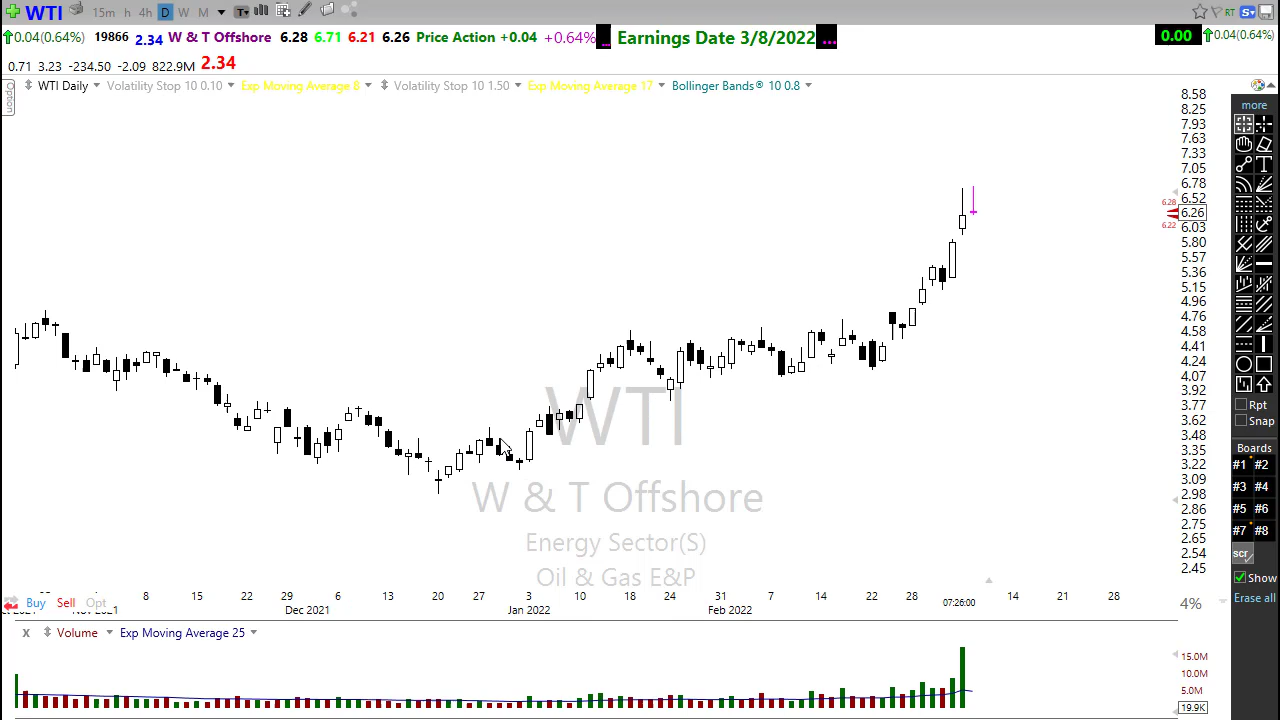 WTI 15m h 4h D W M T RT S
0.04(0.64%) 19866 2.34 W & T Offshore 6.28 6.71 6.21 6.26 Price Action +0.04 +0.64% ... Earnings Date 3/8/2022 ... 0.00 0.04(0.64%)
0.71 3.23 -234.50 -2.09 822.9M 2.34
Option
WTI Daily Volatility Stop 10 0.10 Exp Moving Average 8 Volatility Stop 10 1.50 Exp Moving Average 17 Bollinger Bands® 10 0.8
8.58
8.25
7.93
7.63
7.33
7.05
6.78
6.52
6.28
6.26
6.22
6.03
5.80
5.57
5.36
5.15
4.96
4.76
4.58
4.41
4.24
4.07
3.92
3.77
3.62
3.48
3.35
3.22
3.09
2.98
2.86
2.75
2.65
2.54
2.45
WTI
W & T Offshore
Energy Sector(S)
Oil & Gas E&P
more
T
Rpt
Snap
Boards
#1 #2
#3 #4
#5 #6
#7 #8
scr
Show
Erase all
8 15 22 29 6 13 20 27 3 10 18 24 31 7 14 22 28 07:26:00 14 21 28
Nov 2021 Dec 2021 Jan 2022 Feb 2022
Buy Sell Opt
4%
x Volume Exp Moving Average 25
15.0M
10.0M
5.0M
19.9K